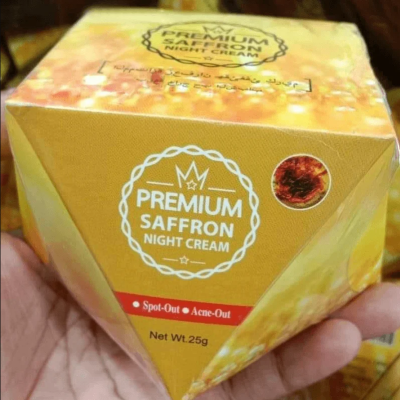 PREMIUM
SAFFRON
NIGHT CREAM
PREMIUM
SAFFRON
NIGHT CREAM
Spot-Out ● Acne-Out
Net Wt.25g